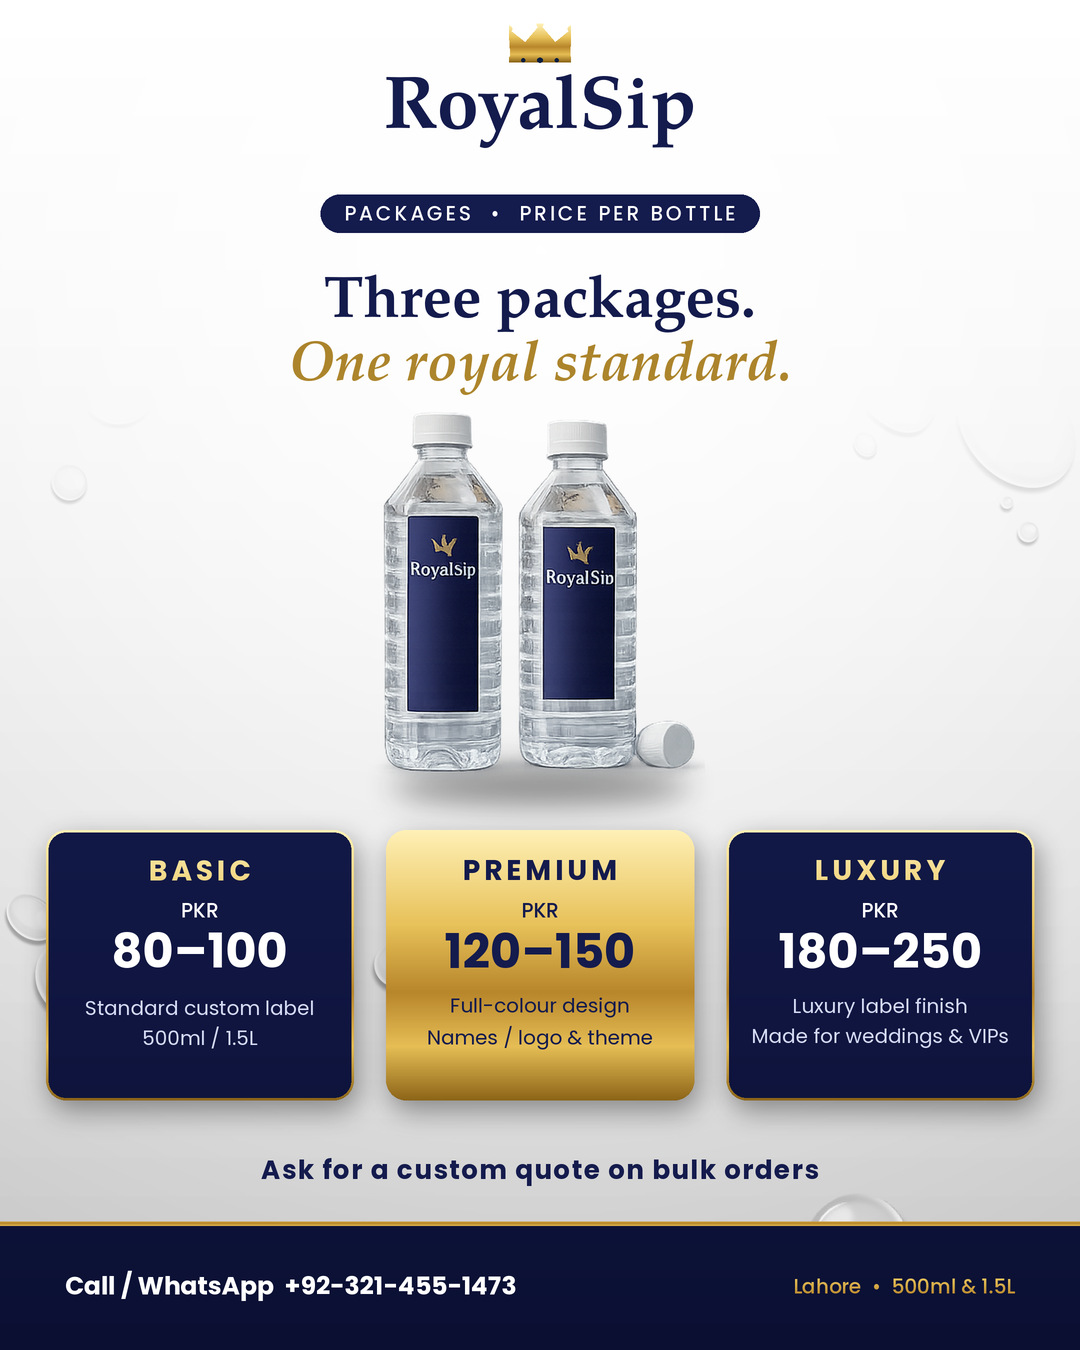 RoyalSip
PACKAGES • PRICE PER BOTTLE
Three packages.
One royal standard.
RoyalSip
RoyalSip
BASIC
PKR
80–100
Standard custom label
500ml / 1.5L
PREMIUM
PKR
120–150
Full-colour design
Names / logo & theme
LUXURY
PKR
180–250
Luxury label finish
Made for weddings & VIPs
Ask for a custom quote on bulk orders
Call / WhatsApp +92-321-455-1473
Lahore • 500ml & 1.5L